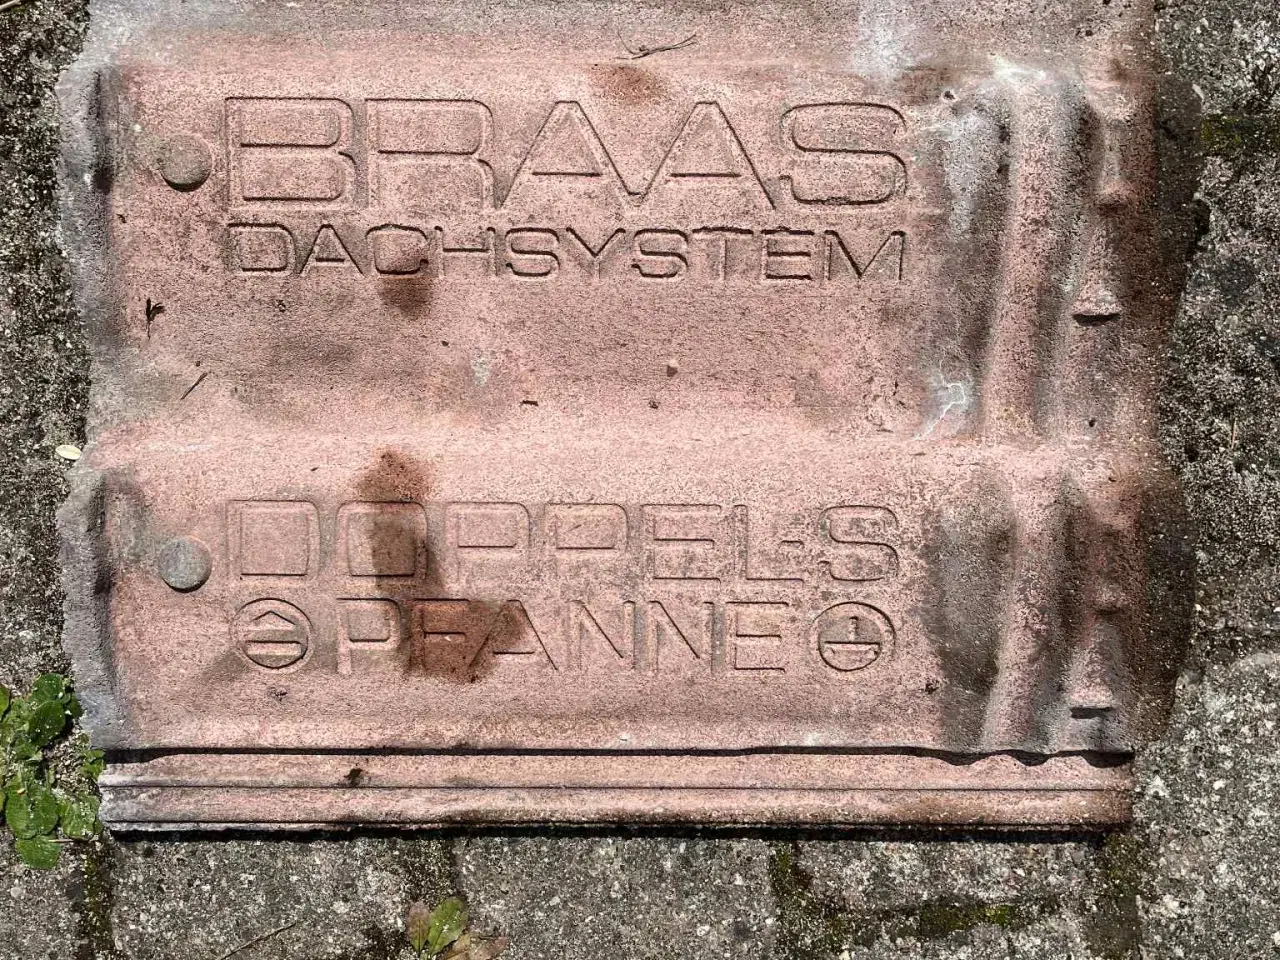 BRAAS
DACHSYSTEM
DOPPEL-S
PFANNE